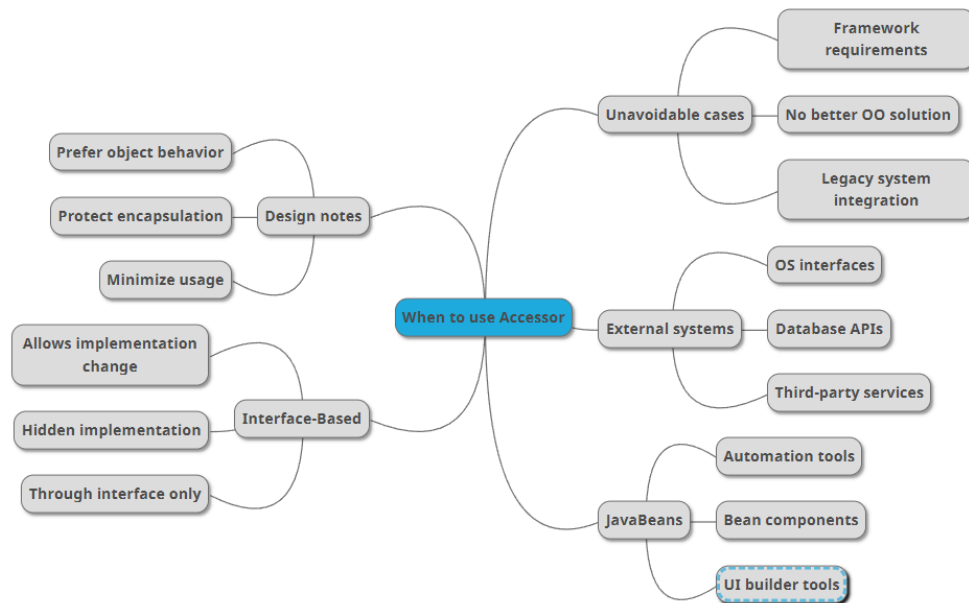 Framework
requirements
Unavoidable cases
No better OO solution
Legacy system
integration
Prefer object behavior
Protect encapsulation
Design notes
Minimize usage
OS interfaces
When to use Accessor
External systems
Database APIs
Third-party services
Allows implementation
change
Interface-Based
Hidden implementation
Through interface only
Automation tools
JavaBeans
Bean components
UI builder tools